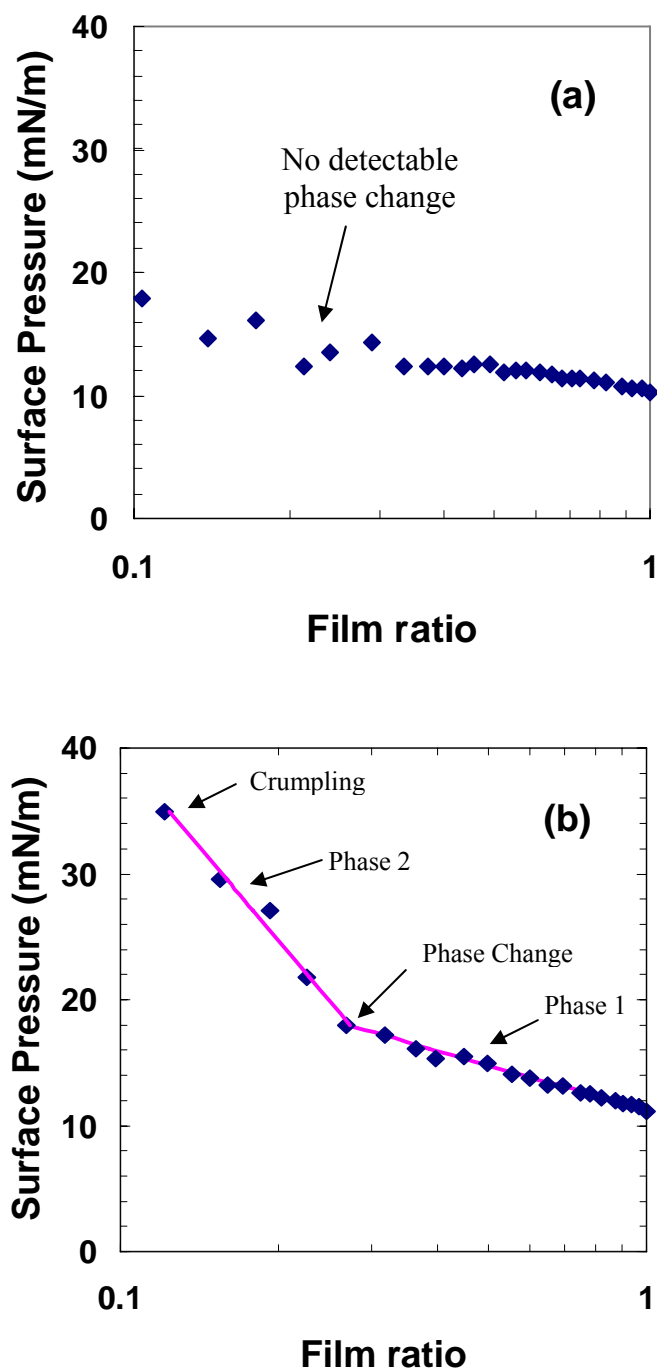 40
(a)
No detectable
phase change
30
20
10
0
0.1
1
Surface Pressure (mN/m)
Film ratio
40
Crumpling
(b)
Phase 2
30
Phase Change
20
Phase 1
10
0
0.1
1
Surface Pressure (mN/m)
Film ratio